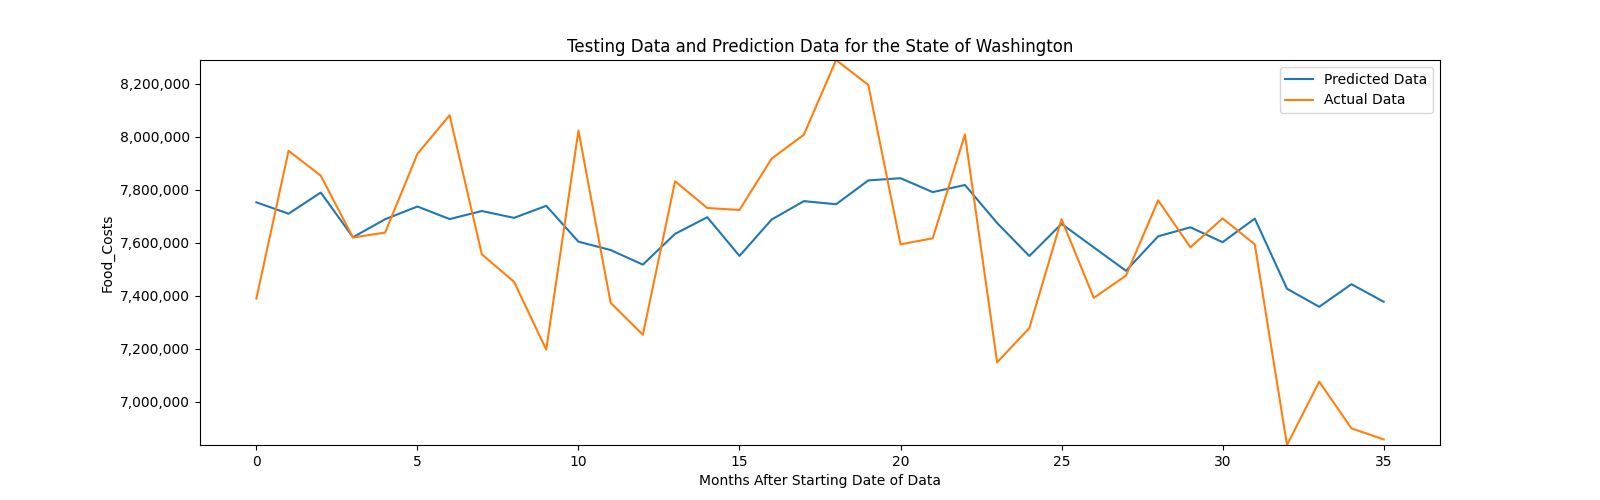 Testing Data and Prediction Data for the State of Washington
Predicted Data
Actual Data
Food_Costs
8,200,000
8,000,000
7,800,000
7,600,000
7,400,000
7,200,000
7,000,000
0 5 10 15 20 25 30 35
Months After Starting Date of Data